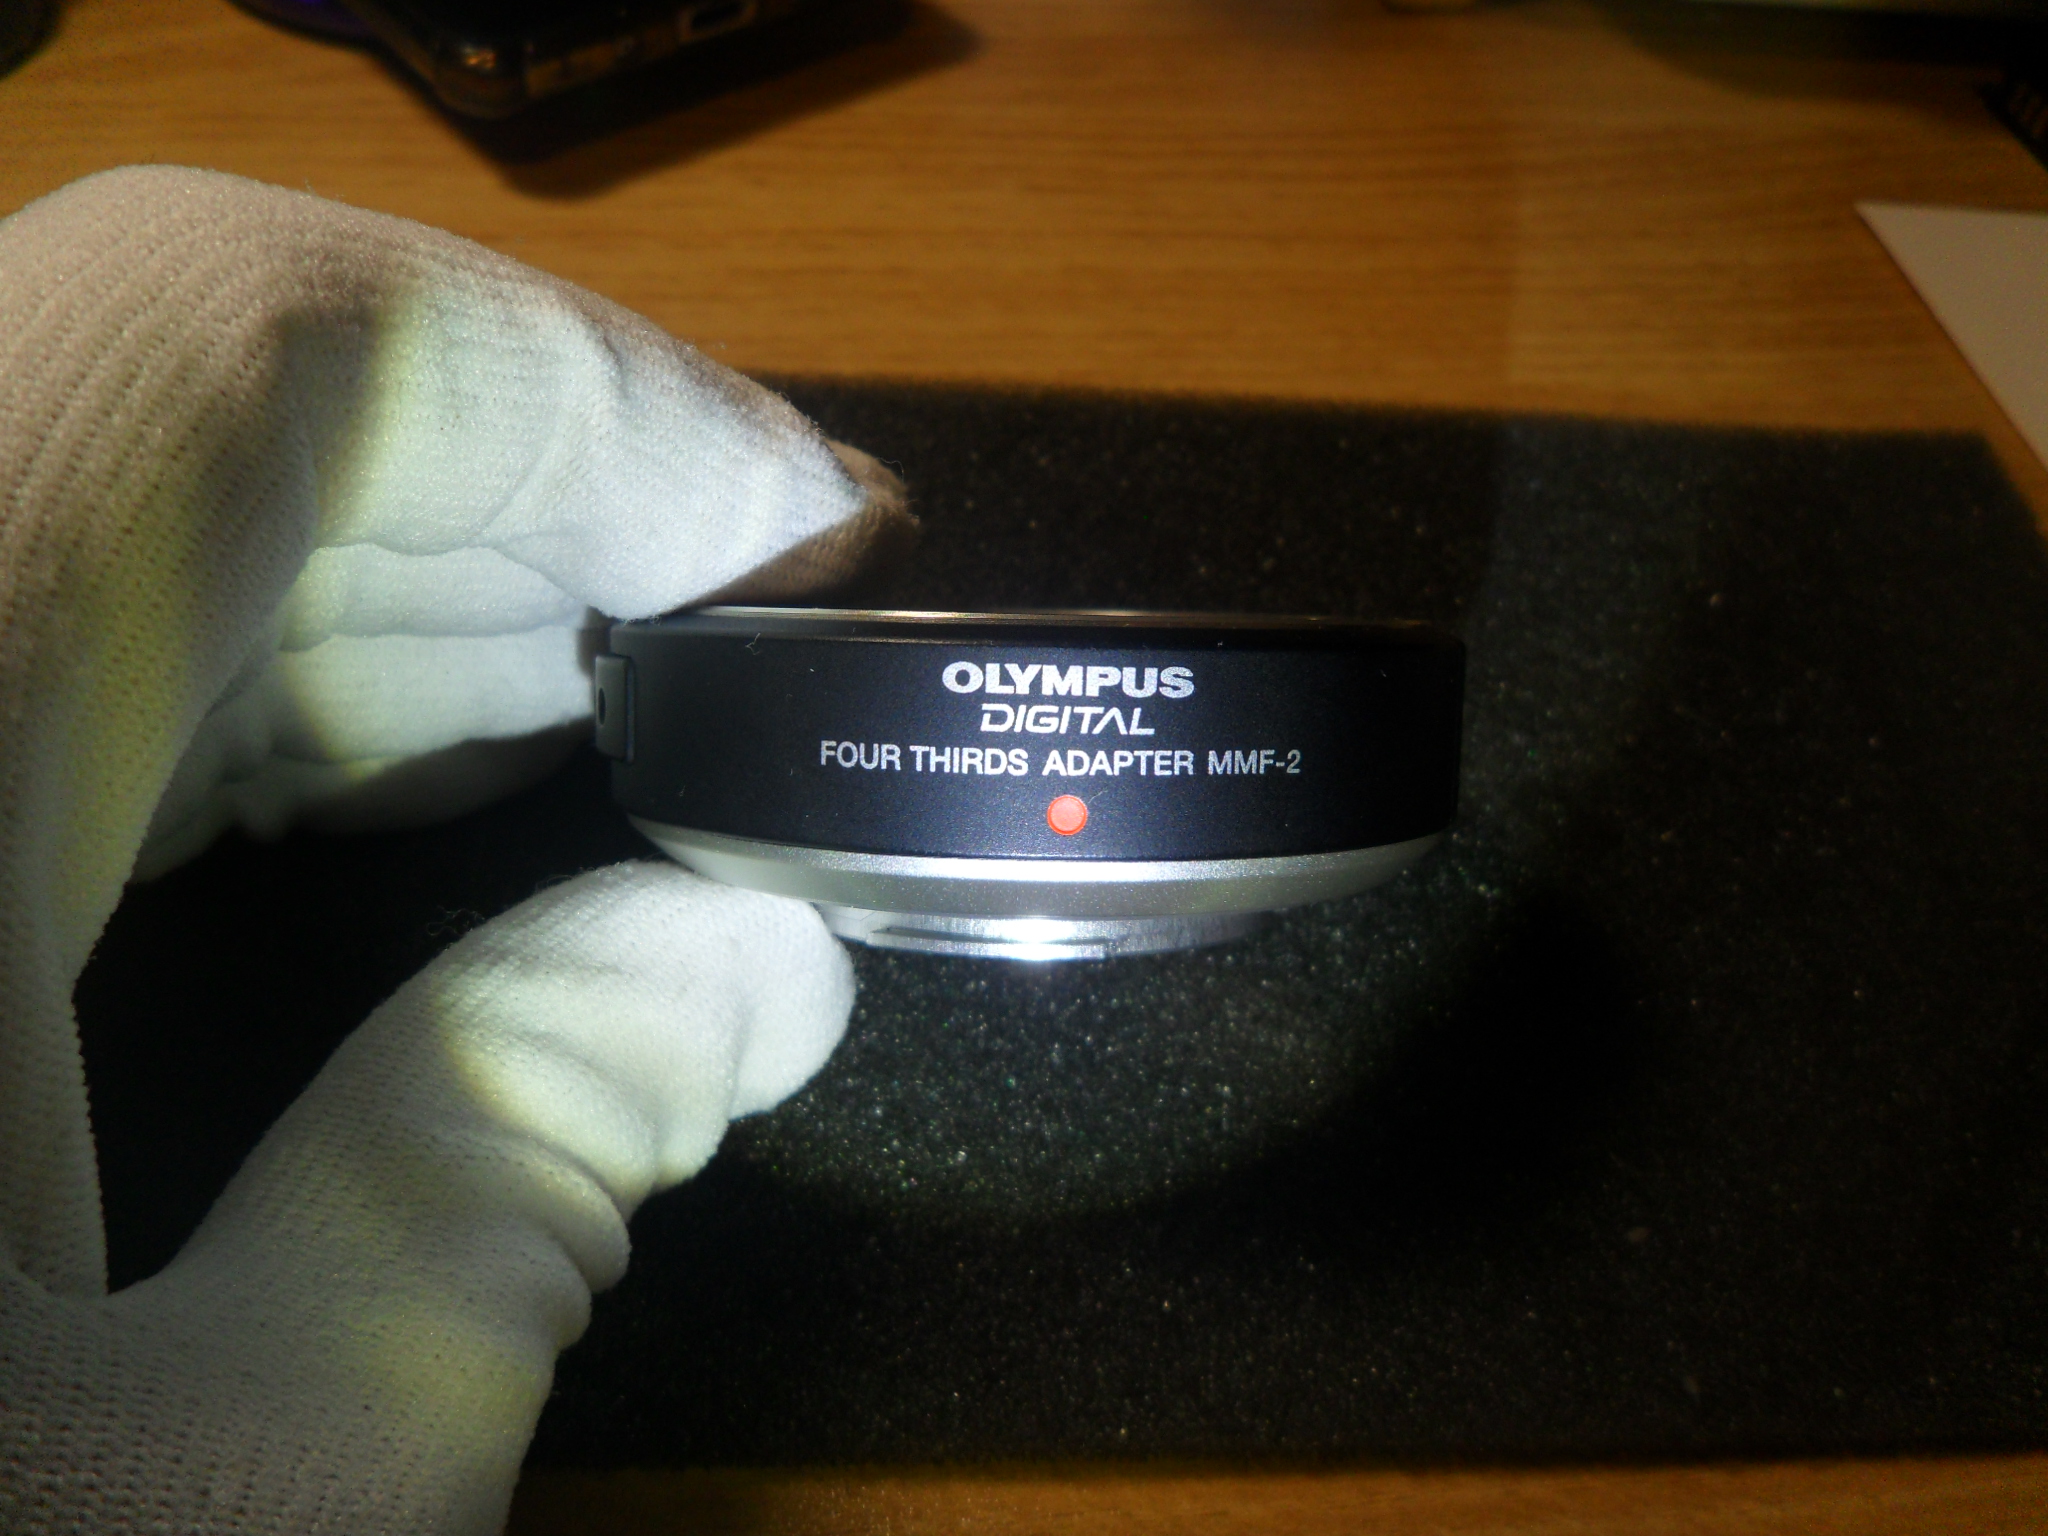 OLYMPUS
DIGITAL
FOUR THIRDS ADAPTER MMF-2